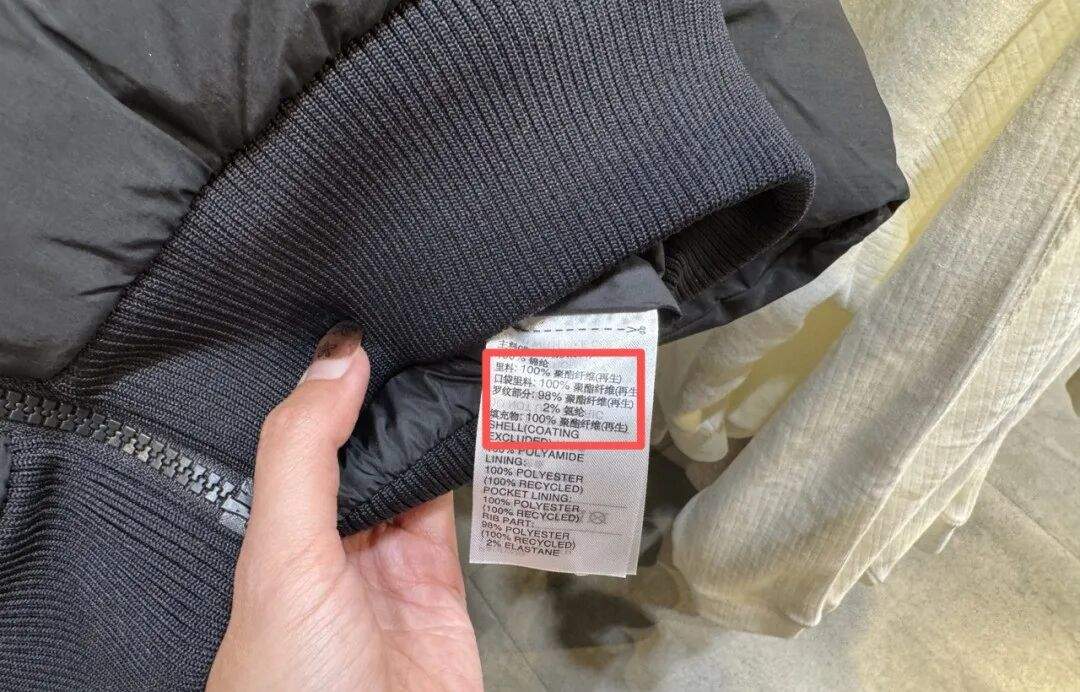 100% 锦纶
里料: 100% 聚酯纤维(再生)
口袋里料: 100% 聚酯纤维(再生
罗纹部分: 98% 聚酯纤维(再生)
2% 氨纶
填充物: 100% 聚酯纤维(再生)
SHELL(COATING
EXCLUDED)
100% POLYAMIDE
LINING:
100% POLYESTER
(100% RECYCLED)
POCKET LINING:
100% POLYESTER
(100% RECYCLED)
RIB PART:
98% POLYESTER
(100% RECYCLED)
2% ELASTANE